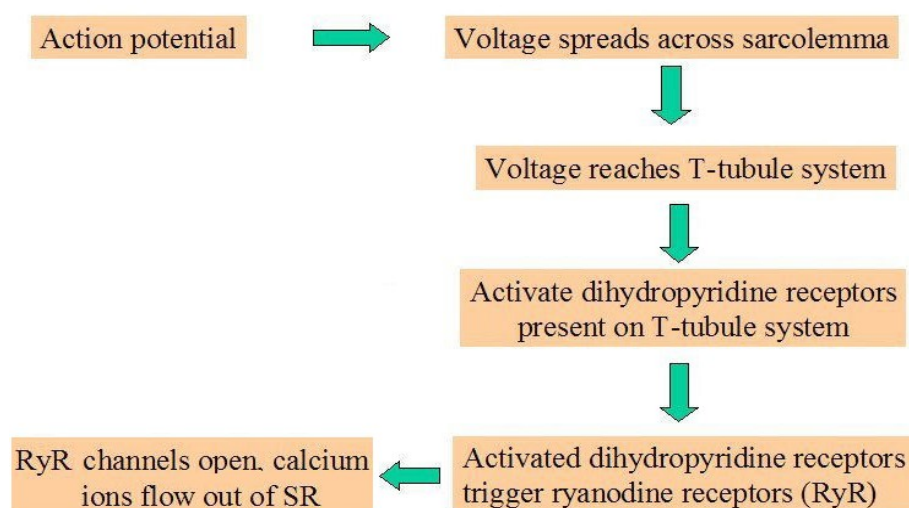 Action potential
Voltage spreads across sarcolemma
Voltage reaches T-tubule system
Activate dihydropyridine receptors
present on T-tubule system
Activated dihydropyridine receptors
trigger ryanodine receptors (RyR)
RyR channels open, calcium
ions flow out of SR